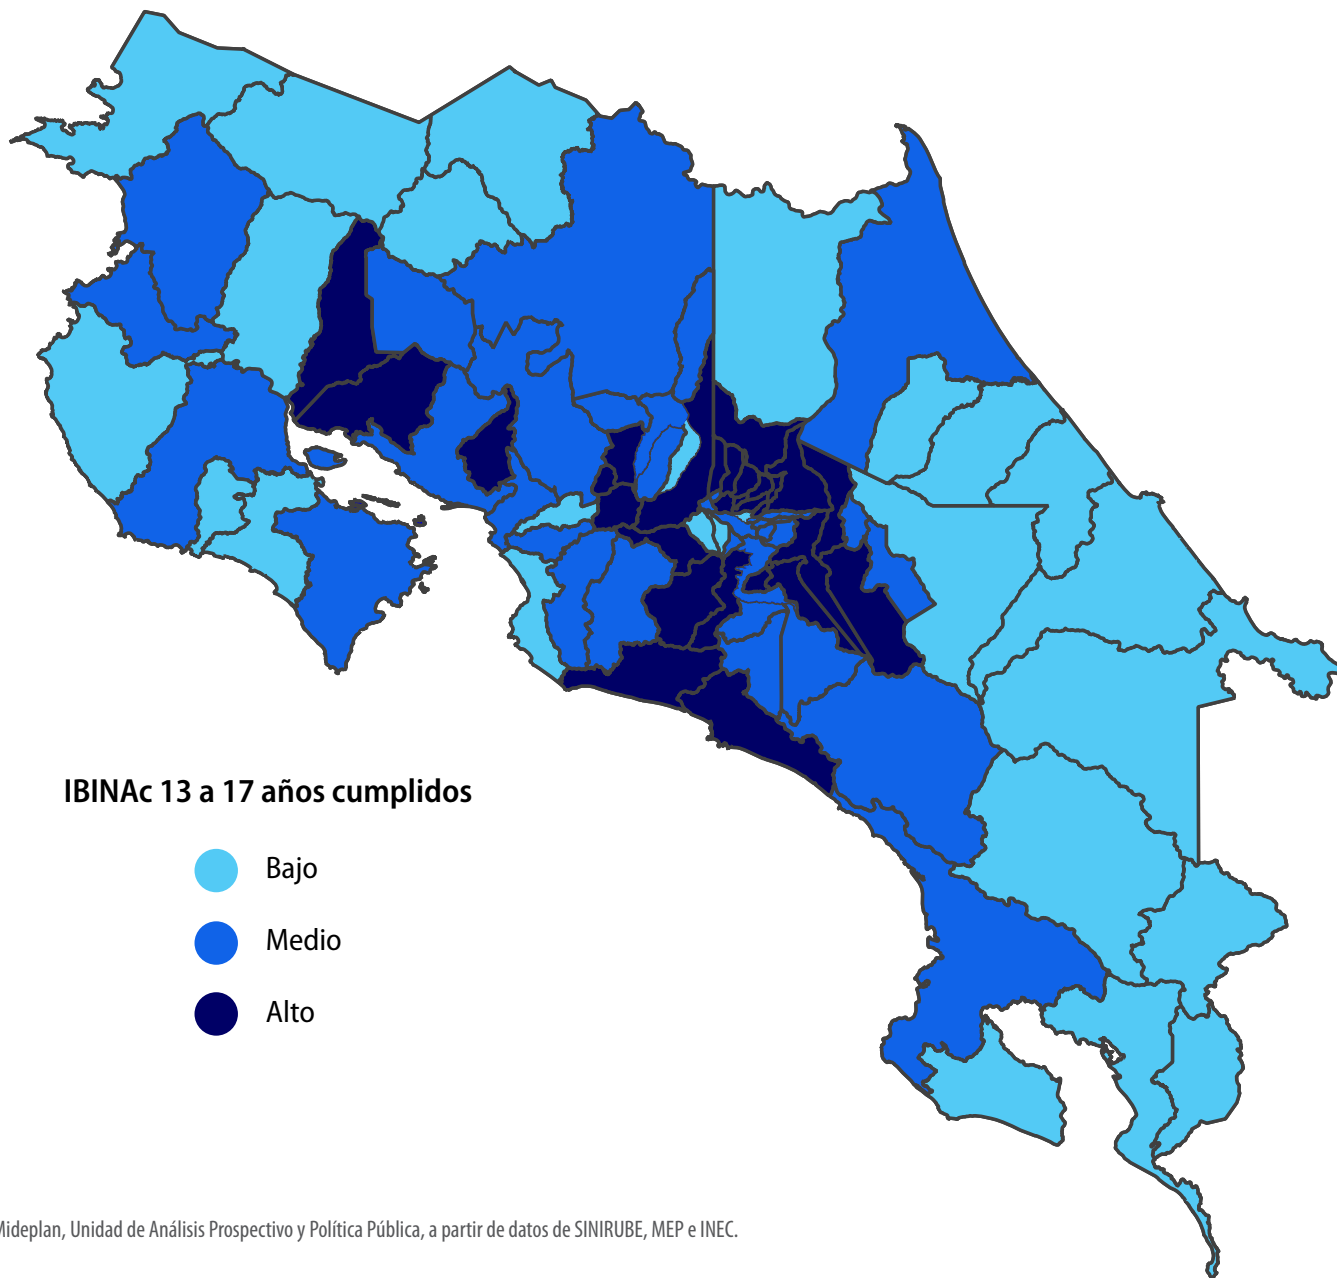 IBINAc 13 a 17 años cumplidos
Bajo
Medio
Alto
Mideplan, Unidad de Análisis Prospectivo y Política Pública, a partir de datos de SINIRUBE, MEP e INEC.